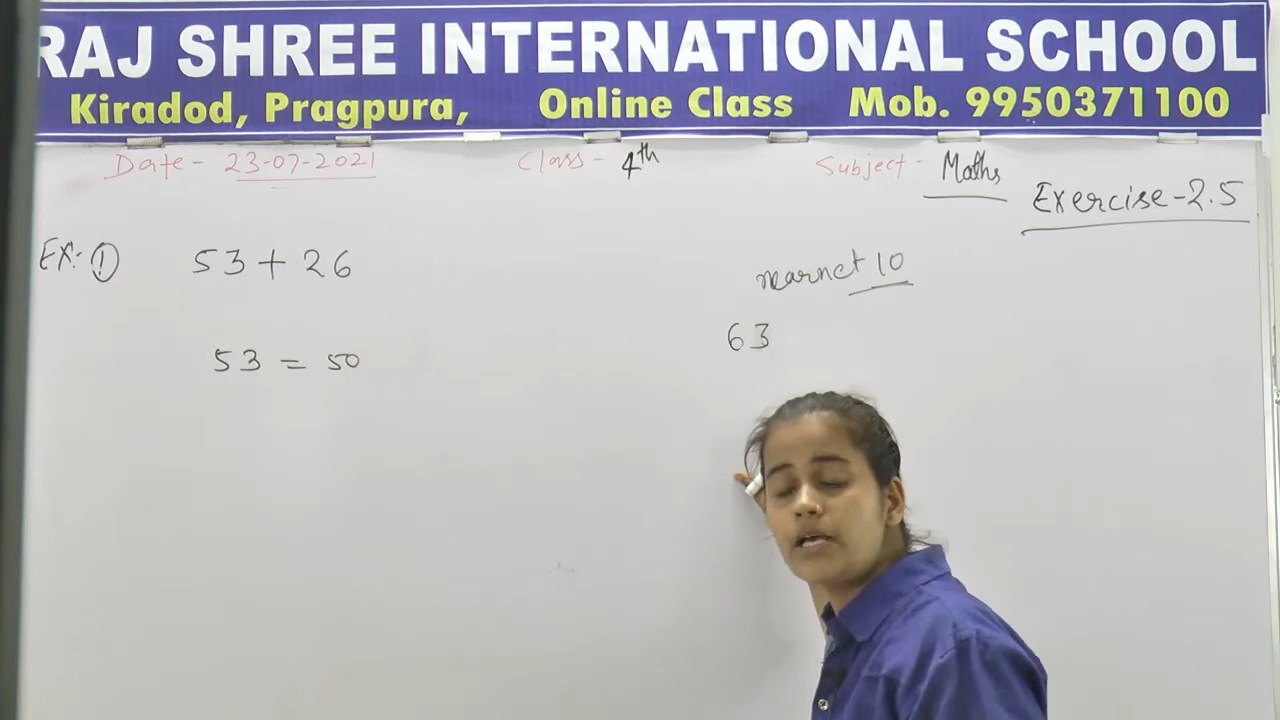 RAJ SHREE INTERNATIONAL SCHOOL
Kiradod, Pragpura, Online Class Mob. 9950371100
Date - 23-07-2021 Class - 4th Subject - Maths
Exercise - 2.5
Ex:- ① 53 + 26
nearnet 10
63
53 = 50